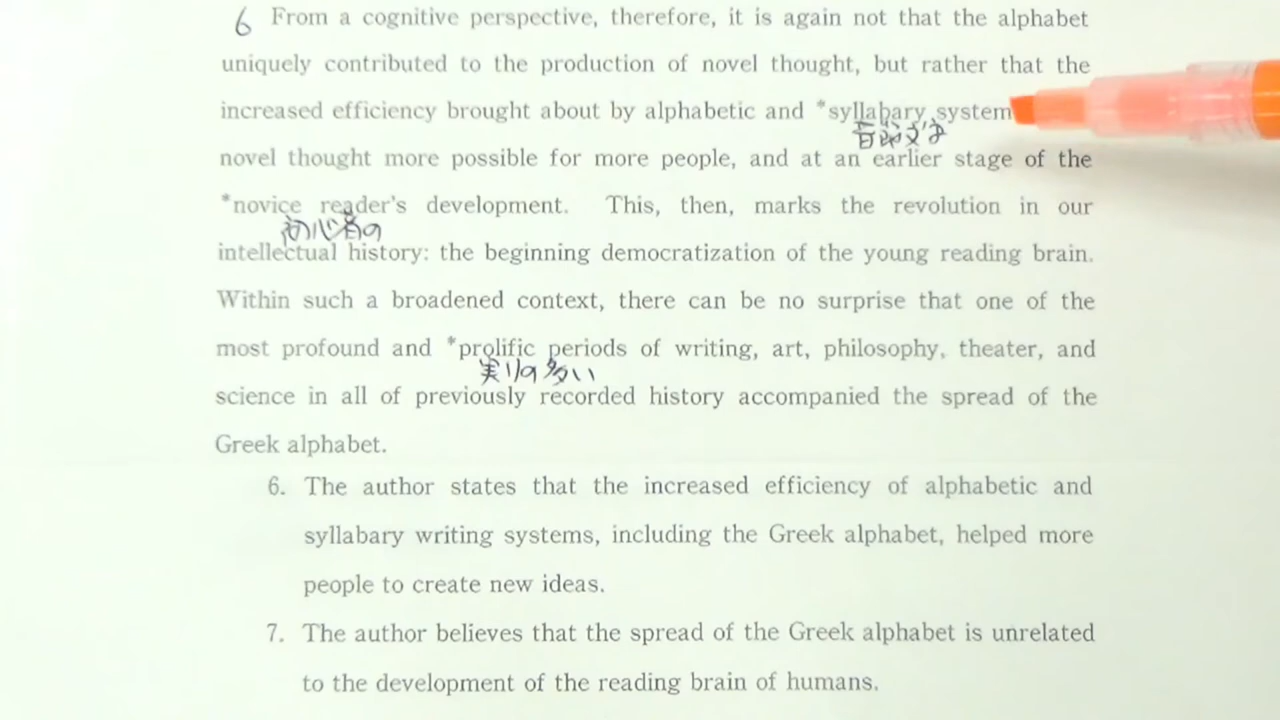 6 From a cognitive perspective, therefore, it is again not that the alphabet
uniquely contributed to the production of novel thought, but rather that the
increased efficiency brought about by alphabetic and *syllabary system
音節文字
novel thought more possible for more people, and at an earlier stage of the
*novice reader's development. This, then, marks the revolution in our
初心者の
intellectual history: the beginning democratization of the young reading brain.
Within such a broadened context, there can be no surprise that one of the
most profound and *prolific periods of writing, art, philosophy, theater, and
実りの多い
science in all of previously recorded history accompanied the spread of the
Greek alphabet.
6. The author states that the increased efficiency of alphabetic and
syllabary writing systems, including the Greek alphabet, helped more
people to create new ideas.
7. The author believes that the spread of the Greek alphabet is unrelated
to the development of the reading brain of humans.